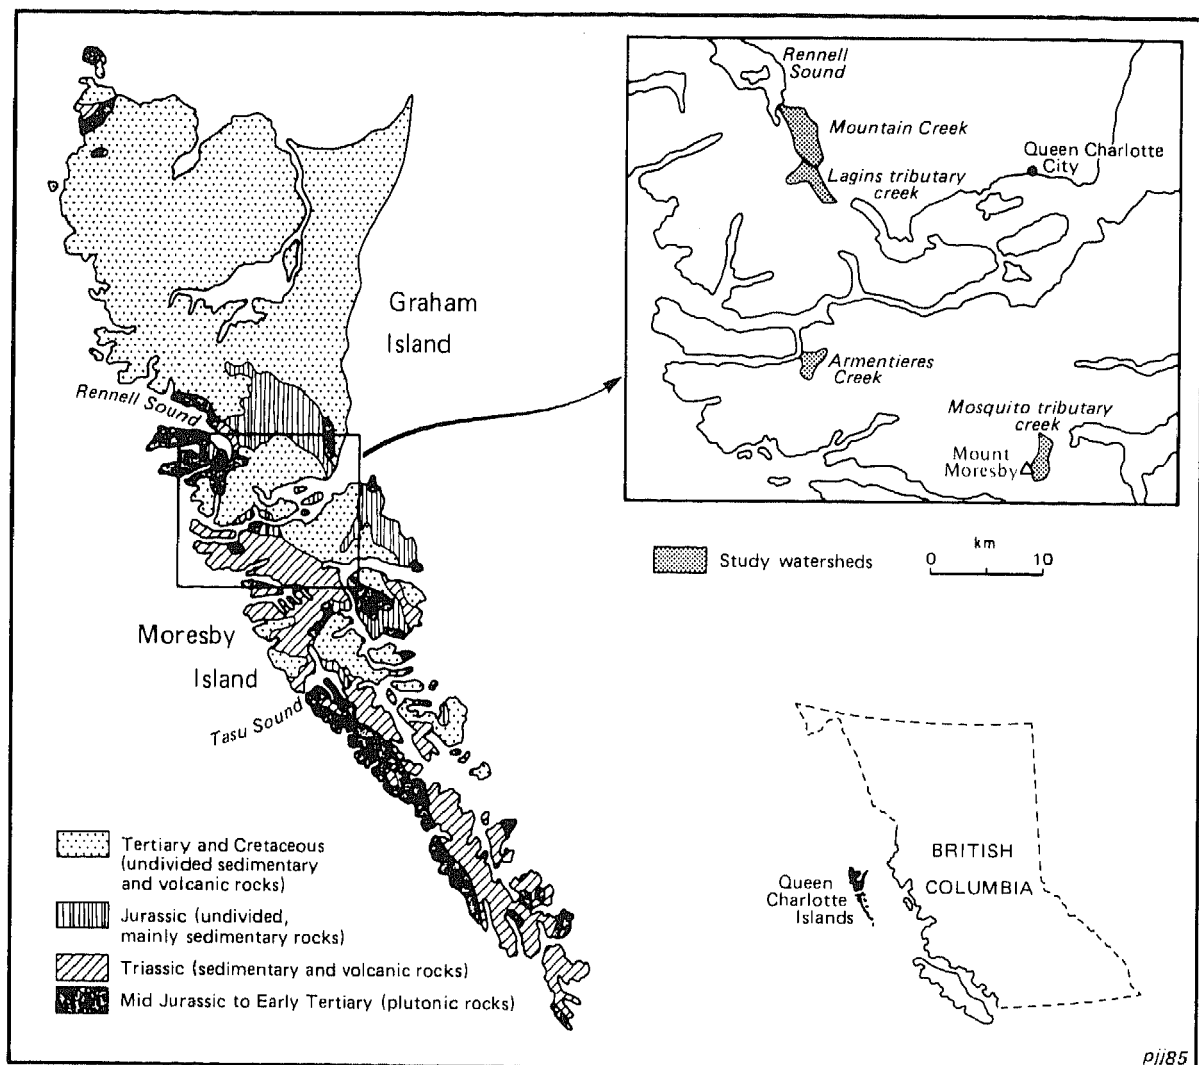 Graham
Island
Rennell Sound
Moresby
Island
Tasu Sound
Tertiary and Cretaceous
(undivided sedimentary
and volcanic rocks)
Jurassic (undivided,
mainly sedimentary rocks)
Triassic (sedimentary and volcanic rocks)
Mid Jurassic to Early Tertiary (plutonic rocks)
Rennell
Sound
Mountain Creek
Queen Charlotte
City
Lagins tributary
creek
Armentieres
Creek
Mosquito tributary
creek
Mount
Moresby
Study watersheds
km
0 10
BRITISH
COLUMBIA
Queen
Charlotte
Islands
pjj85